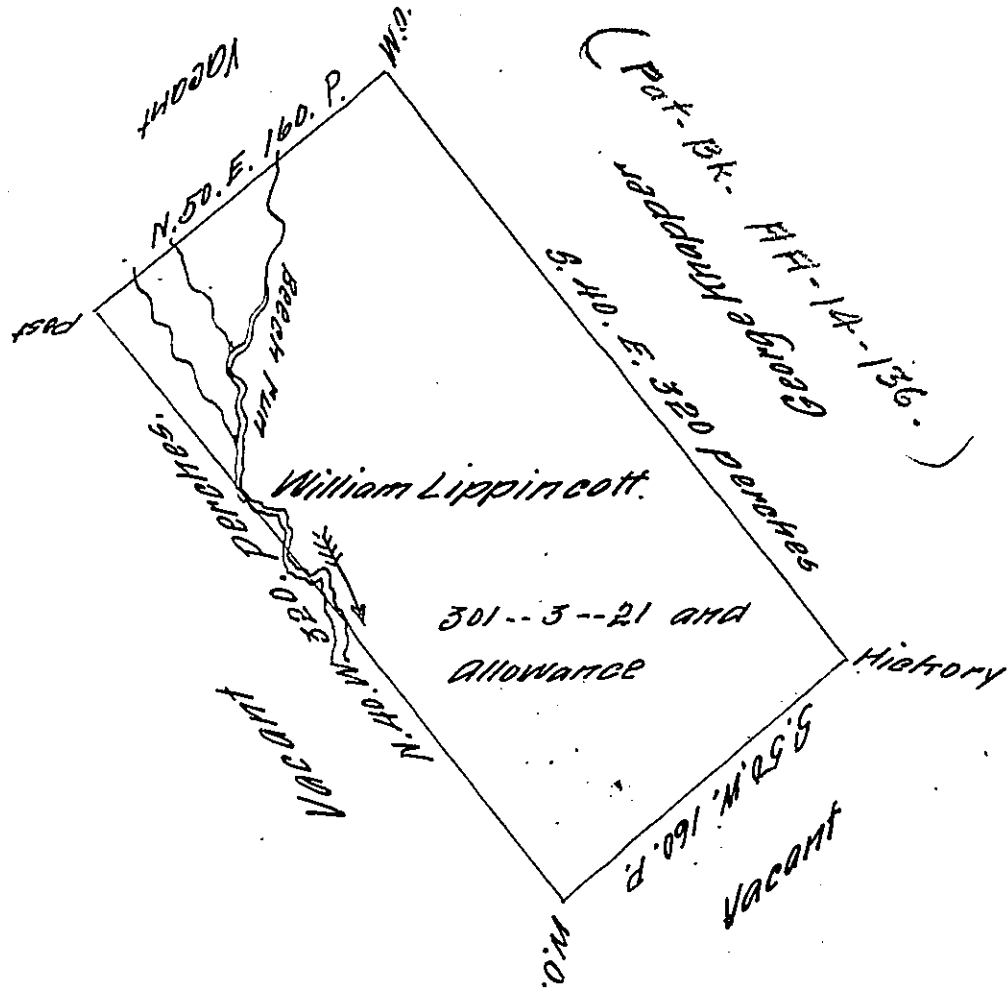 Vacant
N. 50. E. 160. P.
W.O.
(Pat. Bk. AA-14-136.)
George Knapper
S. 40. E. 320 perches
Post
Beech Run
William Lippincott.
N. 40. W. 320. Perches.
301--3--21 and
Allowance
Hickory
Vacant
S. 50. W. 160. P.
Vacant
W.O.